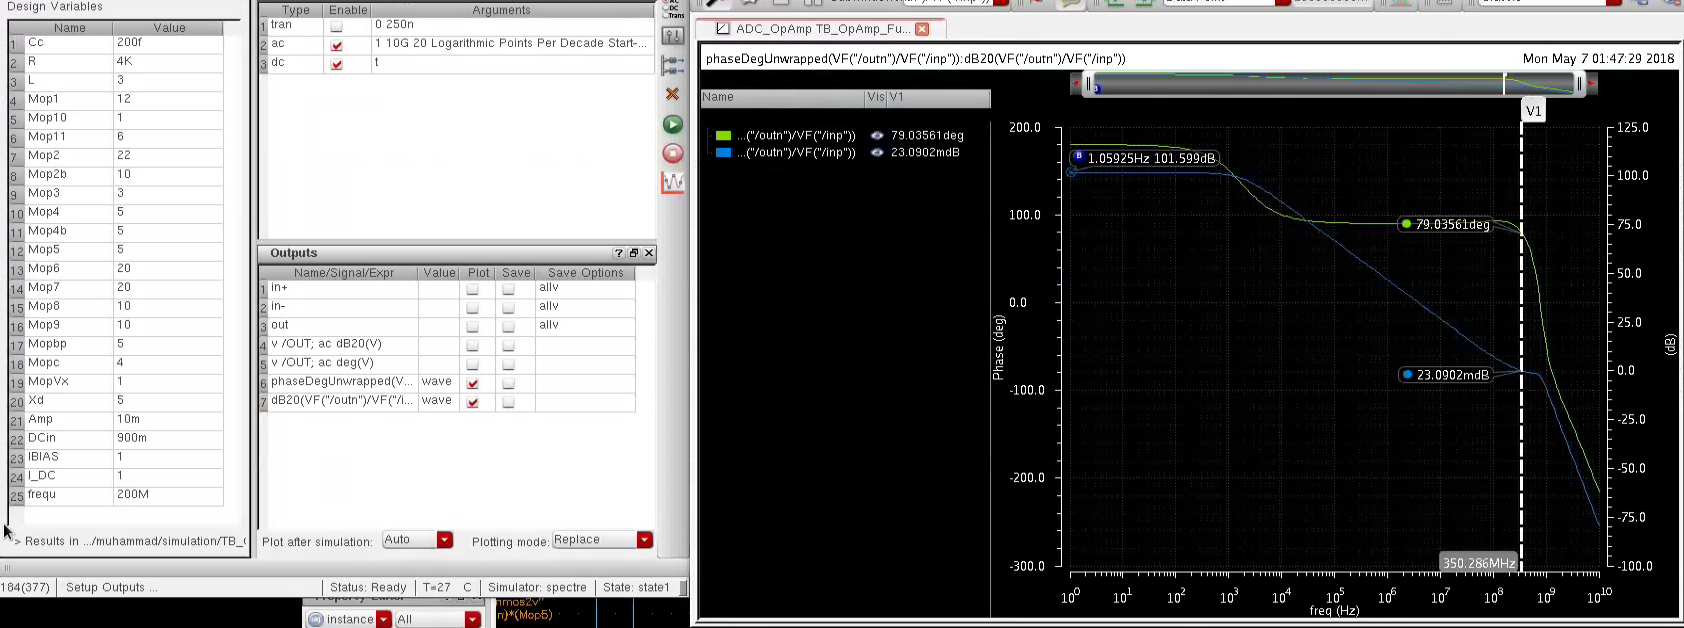 Design Variables
Name Value
1 Cc 200f
2 R 4K
3 L 3
4 Mop1 12
5 Mop10 1
6 Mop11 6
7 Mop2 22
8 Mop2b 10
9 Mop3 3
10 Mop4 5
11 Mop4b 5
12 Mop5 5
13 Mop6 20
14 Mop7 20
15 Mop8 10
16 Mop9 10
17 Mopbp 5
18 Mopc 4
19 MopVx 1
20 Xd 5
21 Amp 10m
22 DCin 900m
23 IBIAS 1
24 I_DC 1
25 frequ 200M
> Results in .../muhammad/simulation/TB_
Type Enable Arguments
1 tran 0 250n
2 ac 1 10G 20 Logarithmic Points Per Decade Start-...
3 dc t
Outputs
Name/Signal/Expr Value Plot Save Save Options
1 in+ allv
2 in- allv
3 out allv
4 v /OUT; ac dB20(V)
5 v /OUT; ac deg(V)
6 phaseDegUnwrapped(V... wave
7 dB20(VF("/outn")/VF("/i... wave
Plot after simulation: Auto Plotting mode: Replace
184(377) Setup Outputs ... Status: Ready T=27 C Simulator: spectre State: state1
instance All
n)*(Mop5)
DC
Trans
ADC_OpAmp TB_OpAmp_Fu...
phaseDegUnwrapped(VF("/outn")/VF("/inp")):dB20(VF("/outn")/VF("/inp")) Mon May 7 01:47:29 2018
Name Vis V1
...("/outn")/VF("/inp")) 79.03561deg
...("/outn")/VF("/inp")) 23.0902mdB
V1
200.0
100.0
0.0
-100.0
-200.0
-300.0
Phase (deg)
1.05925Hz 101.599dB
79.03561deg
23.0902mdB
350.286MHz
125.0
100.0
75.0
50.0
25.0
0.0
-25.0
-50.0
-75.0
-100.0
(dB)
10^0 10^1 10^2 10^3 10^4 10^5 10^6 10^7 10^8 10^9 10^10
freq (Hz)